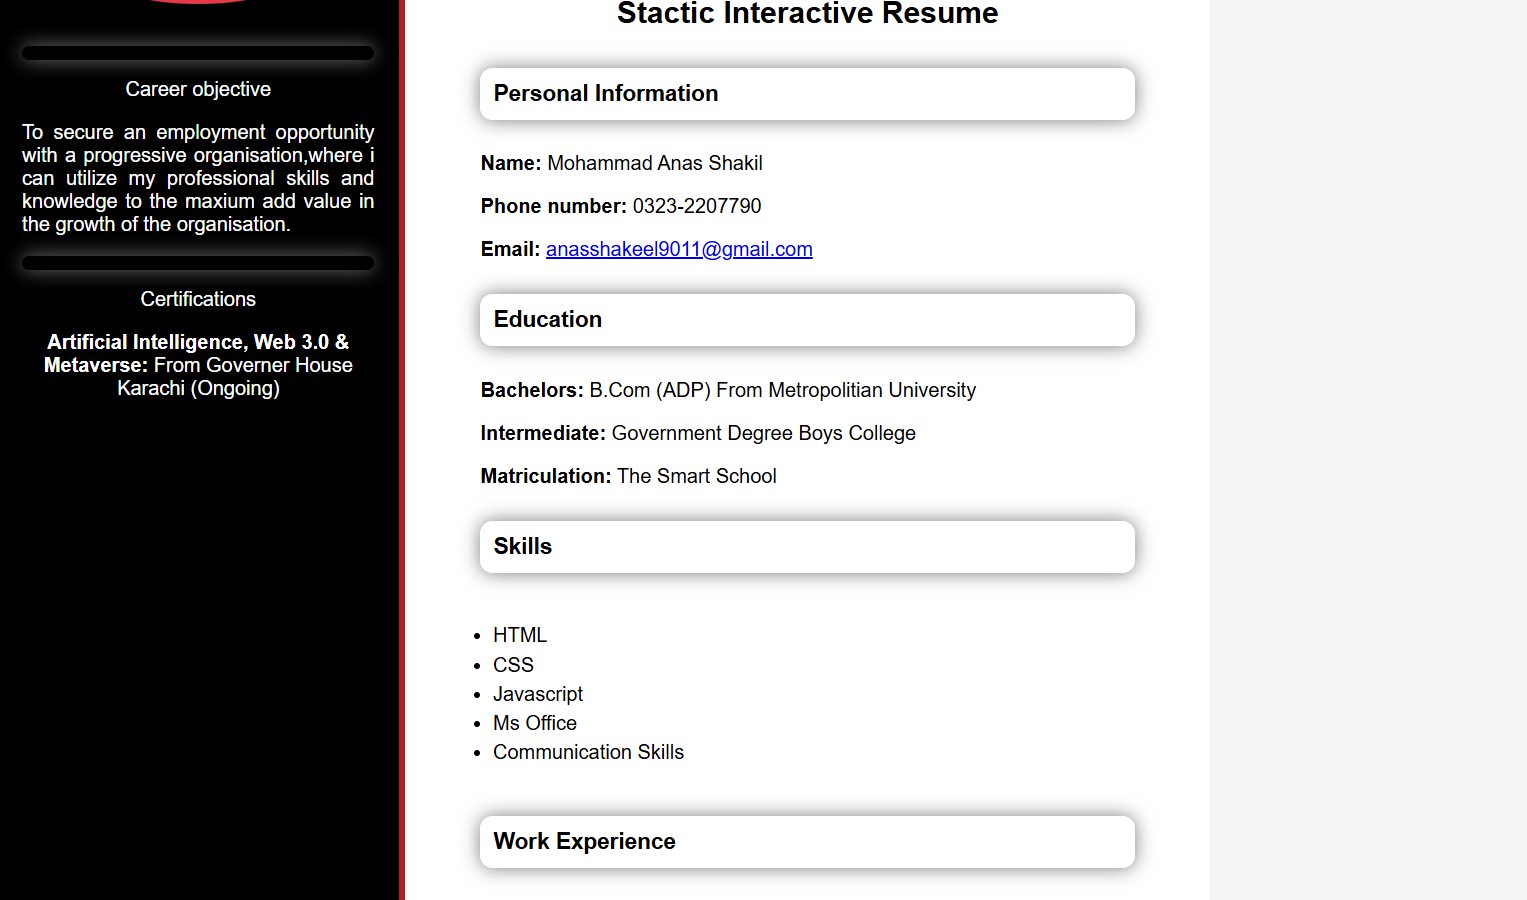 Career objective
To secure an employment opportunity
with a progressive organisation,where i
can utilize my professional skills and
knowledge to the maxium add value in
the growth of the organisation.
Certifications
Artificial Intelligence, Web 3.0 &
Metaverse: From Governer House
Karachi (Ongoing)
Stactic Interactive Resume
Personal Information
Name: Mohammad Anas Shakil
Phone number: 0323-2207790
Email: anasshakeel9011@gmail.com
Education
Bachelors: B.Com (ADP) From Metropolitian University
Intermediate: Government Degree Boys College
Matriculation: The Smart School
Skills
HTML
CSS
Javascript
Ms Office
Communication Skills
Work Experience